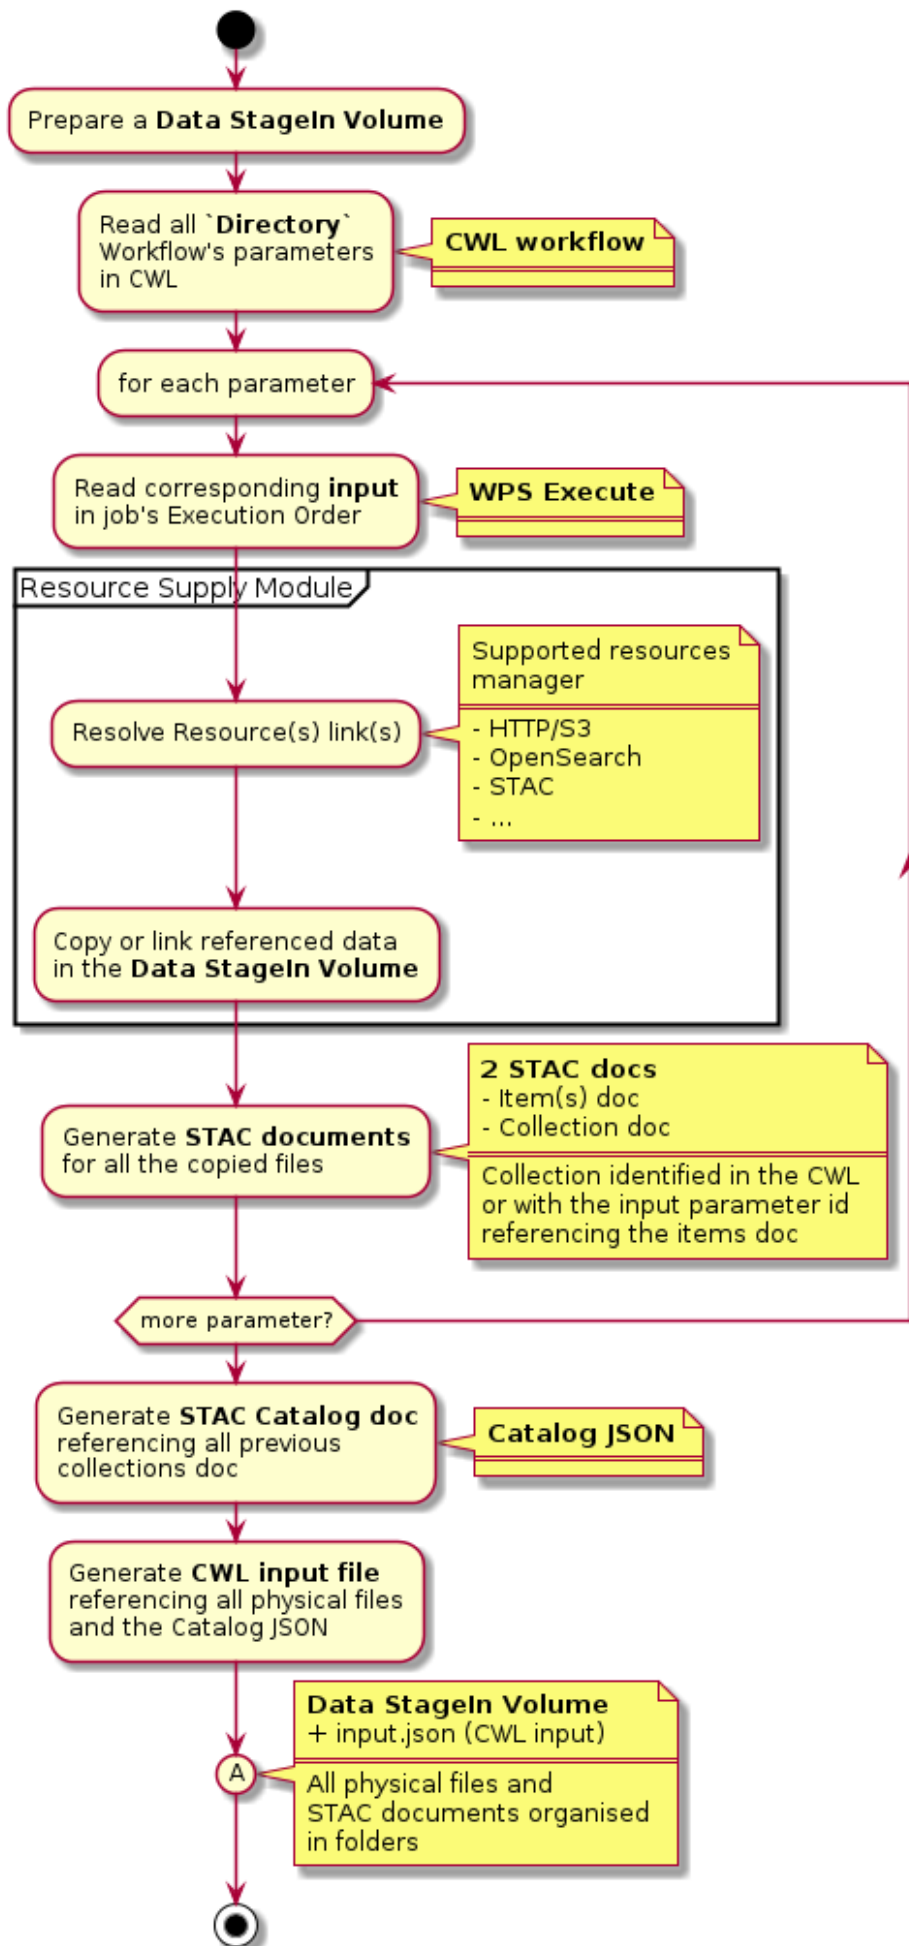 Prepare a Data StageIn Volume
Read all `Directory`
Workflow's parameters
in CWL
CWL workflow
for each parameter
Read corresponding input
in job's Execution Order
WPS Execute
Resource Supply Module
Supported resources
manager
- HTTP/S3
- OpenSearch
- STAC
- ...
Resolve Resource(s) link(s)
Copy or link referenced data
in the Data StageIn Volume
2 STAC docs
- Item(s) doc
- Collection doc
Collection identified in the CWL
or with the input parameter id
referencing the items doc
Generate STAC documents
for all the copied files
more parameter?
Generate STAC Catalog doc
referencing all previous
collections doc
Catalog JSON
Generate CWL input file
referencing all physical files
and the Catalog JSON
Data StageIn Volume
+ input.json (CWL input)
All physical files and
STAC documents organised
in folders
A